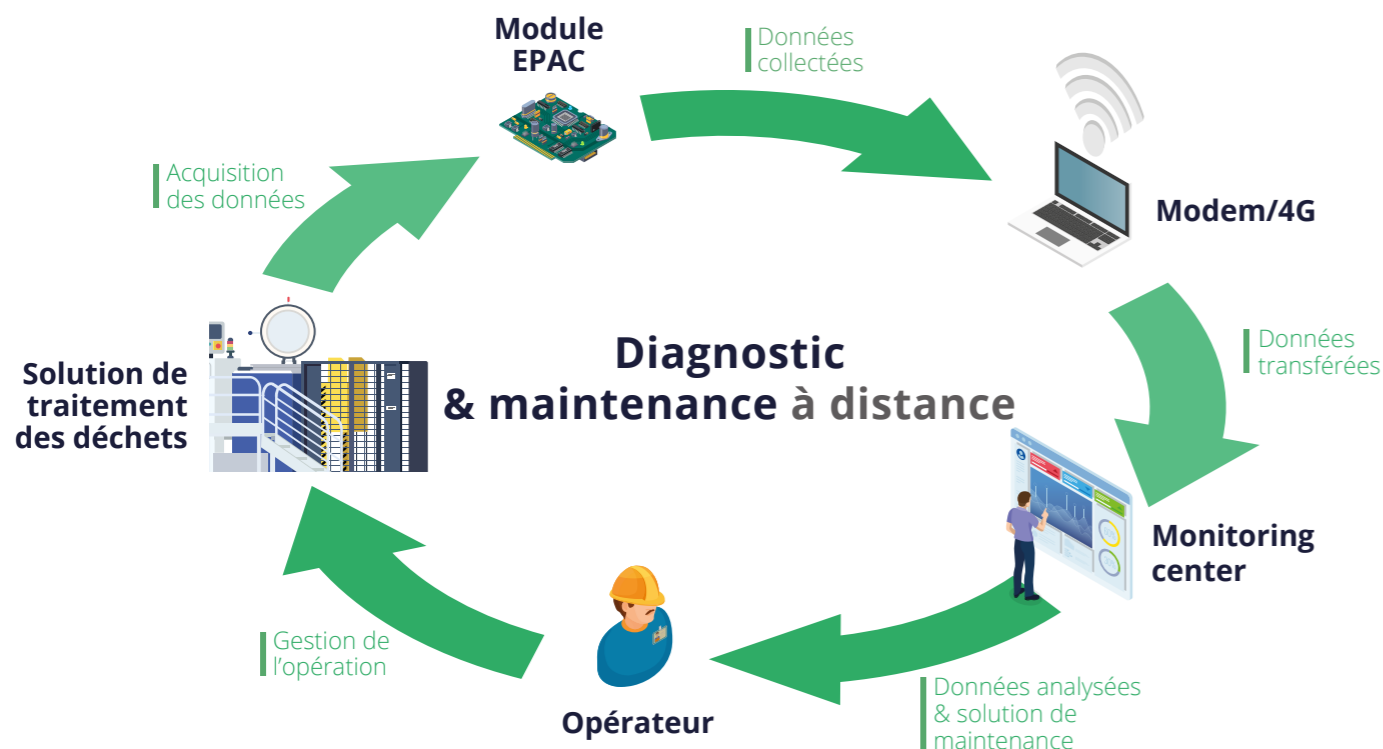 Module
EPAC
Données
collectées
Acquisition
des données
Modem/4G
Données
transférées
Diagnostic
& maintenance à distance
Solution de
traitement
des déchets
Monitoring
center
Gestion de
l’opération
Opérateur
Données analysées
& solution de
maintenance